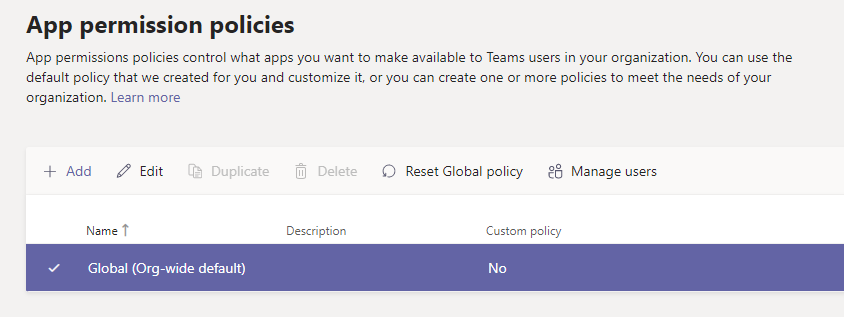 App permission policies
App permissions policies control what apps you want to make available to Teams users in your organization. You can use the
default policy that we created for you and customize it, or you can create one or more policies to meet the needs of your
organization. Learn more
Add Edit Duplicate Delete Reset Global policy Manage users
Name ↑ Description Custom policy
Global (Org-wide default) No